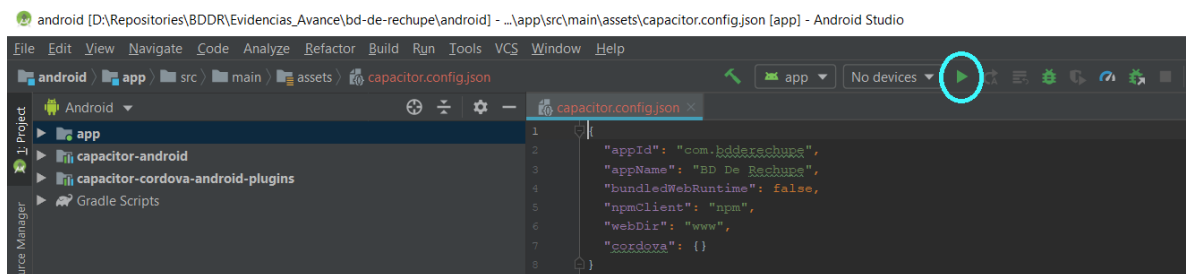 android [D:\Repositories\BDDR\Evidencias_Avance\bd-de-rechupe\android] - ...\app\src\main\assets\capacitor.config.json [app] - Android Studio
File Edit View Navigate Code Analyze Refactor Build Run Tools VCS Window Help
android app src main assets capacitor.config.json app No devices
1: Project Android capacitor.config.json
app
capacitor-android
capacitor-cordova-android-plugins
Gradle Scripts
urce Manager
1 {
2 "appId": "com.bdderechupe",
3 "appName": "BD De Rechupe",
4 "bundledWebRuntime": false,
5 "npmClient": "npm",
6 "webDir": "www",
7 "cordova": {}
8 }